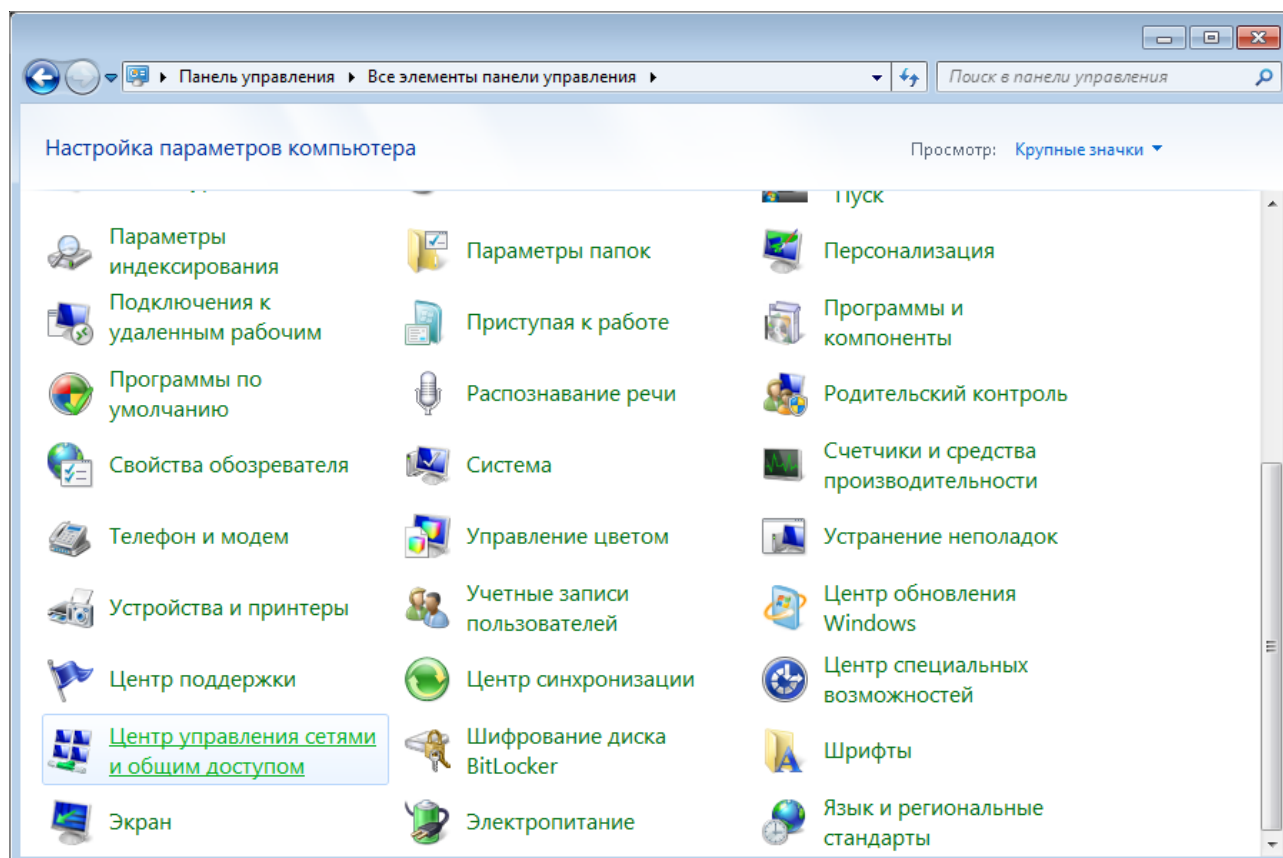 Панель управления
Все элементы панели управления
Поиск в панели управления
Настройка параметров компьютера
Просмотр: Крупные значки
Пуск
Параметры
индексирования
Параметры папок
Персонализация
Подключения к
удаленным рабочим
Приступая к работе
Программы и
компоненты
Программы по
умолчанию
Распознавание речи
Родительский контроль
Свойства обозревателя
Система
Счетчики и средства
производительности
Телефон и модем
Управление цветом
Устранение неполадок
Устройства и принтеры
Учетные записи
пользователей
Центр обновления
Windows
Центр поддержки
Центр синхронизации
Центр специальных
возможностей
Центр управления сетями
и общим доступом
Шифрование диска
BitLocker
Шрифты
Экран
Электропитание
Язык и региональные
стандарты